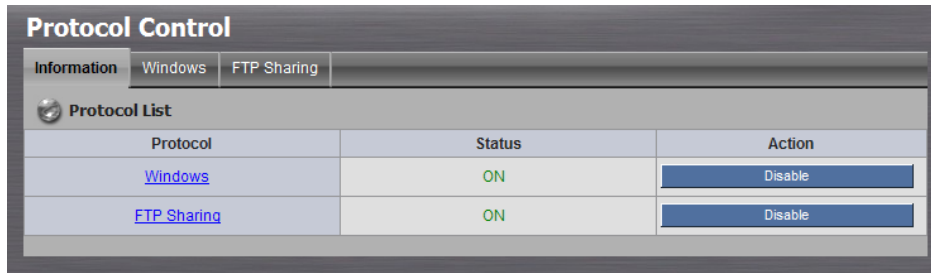 Protocol Control
Information Windows FTP Sharing
Protocol List
Protocol Status Action
Windows ON Disable
FTP Sharing ON Disable